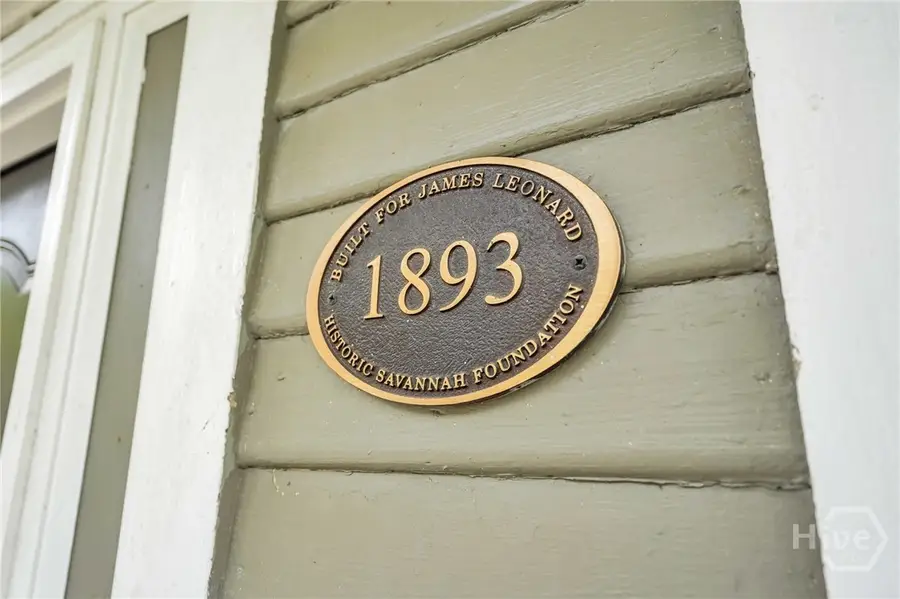 BUILT FOR JAMES LEONARD
1893
HISTORIC SAVANNAH FOUNDATION
Hive